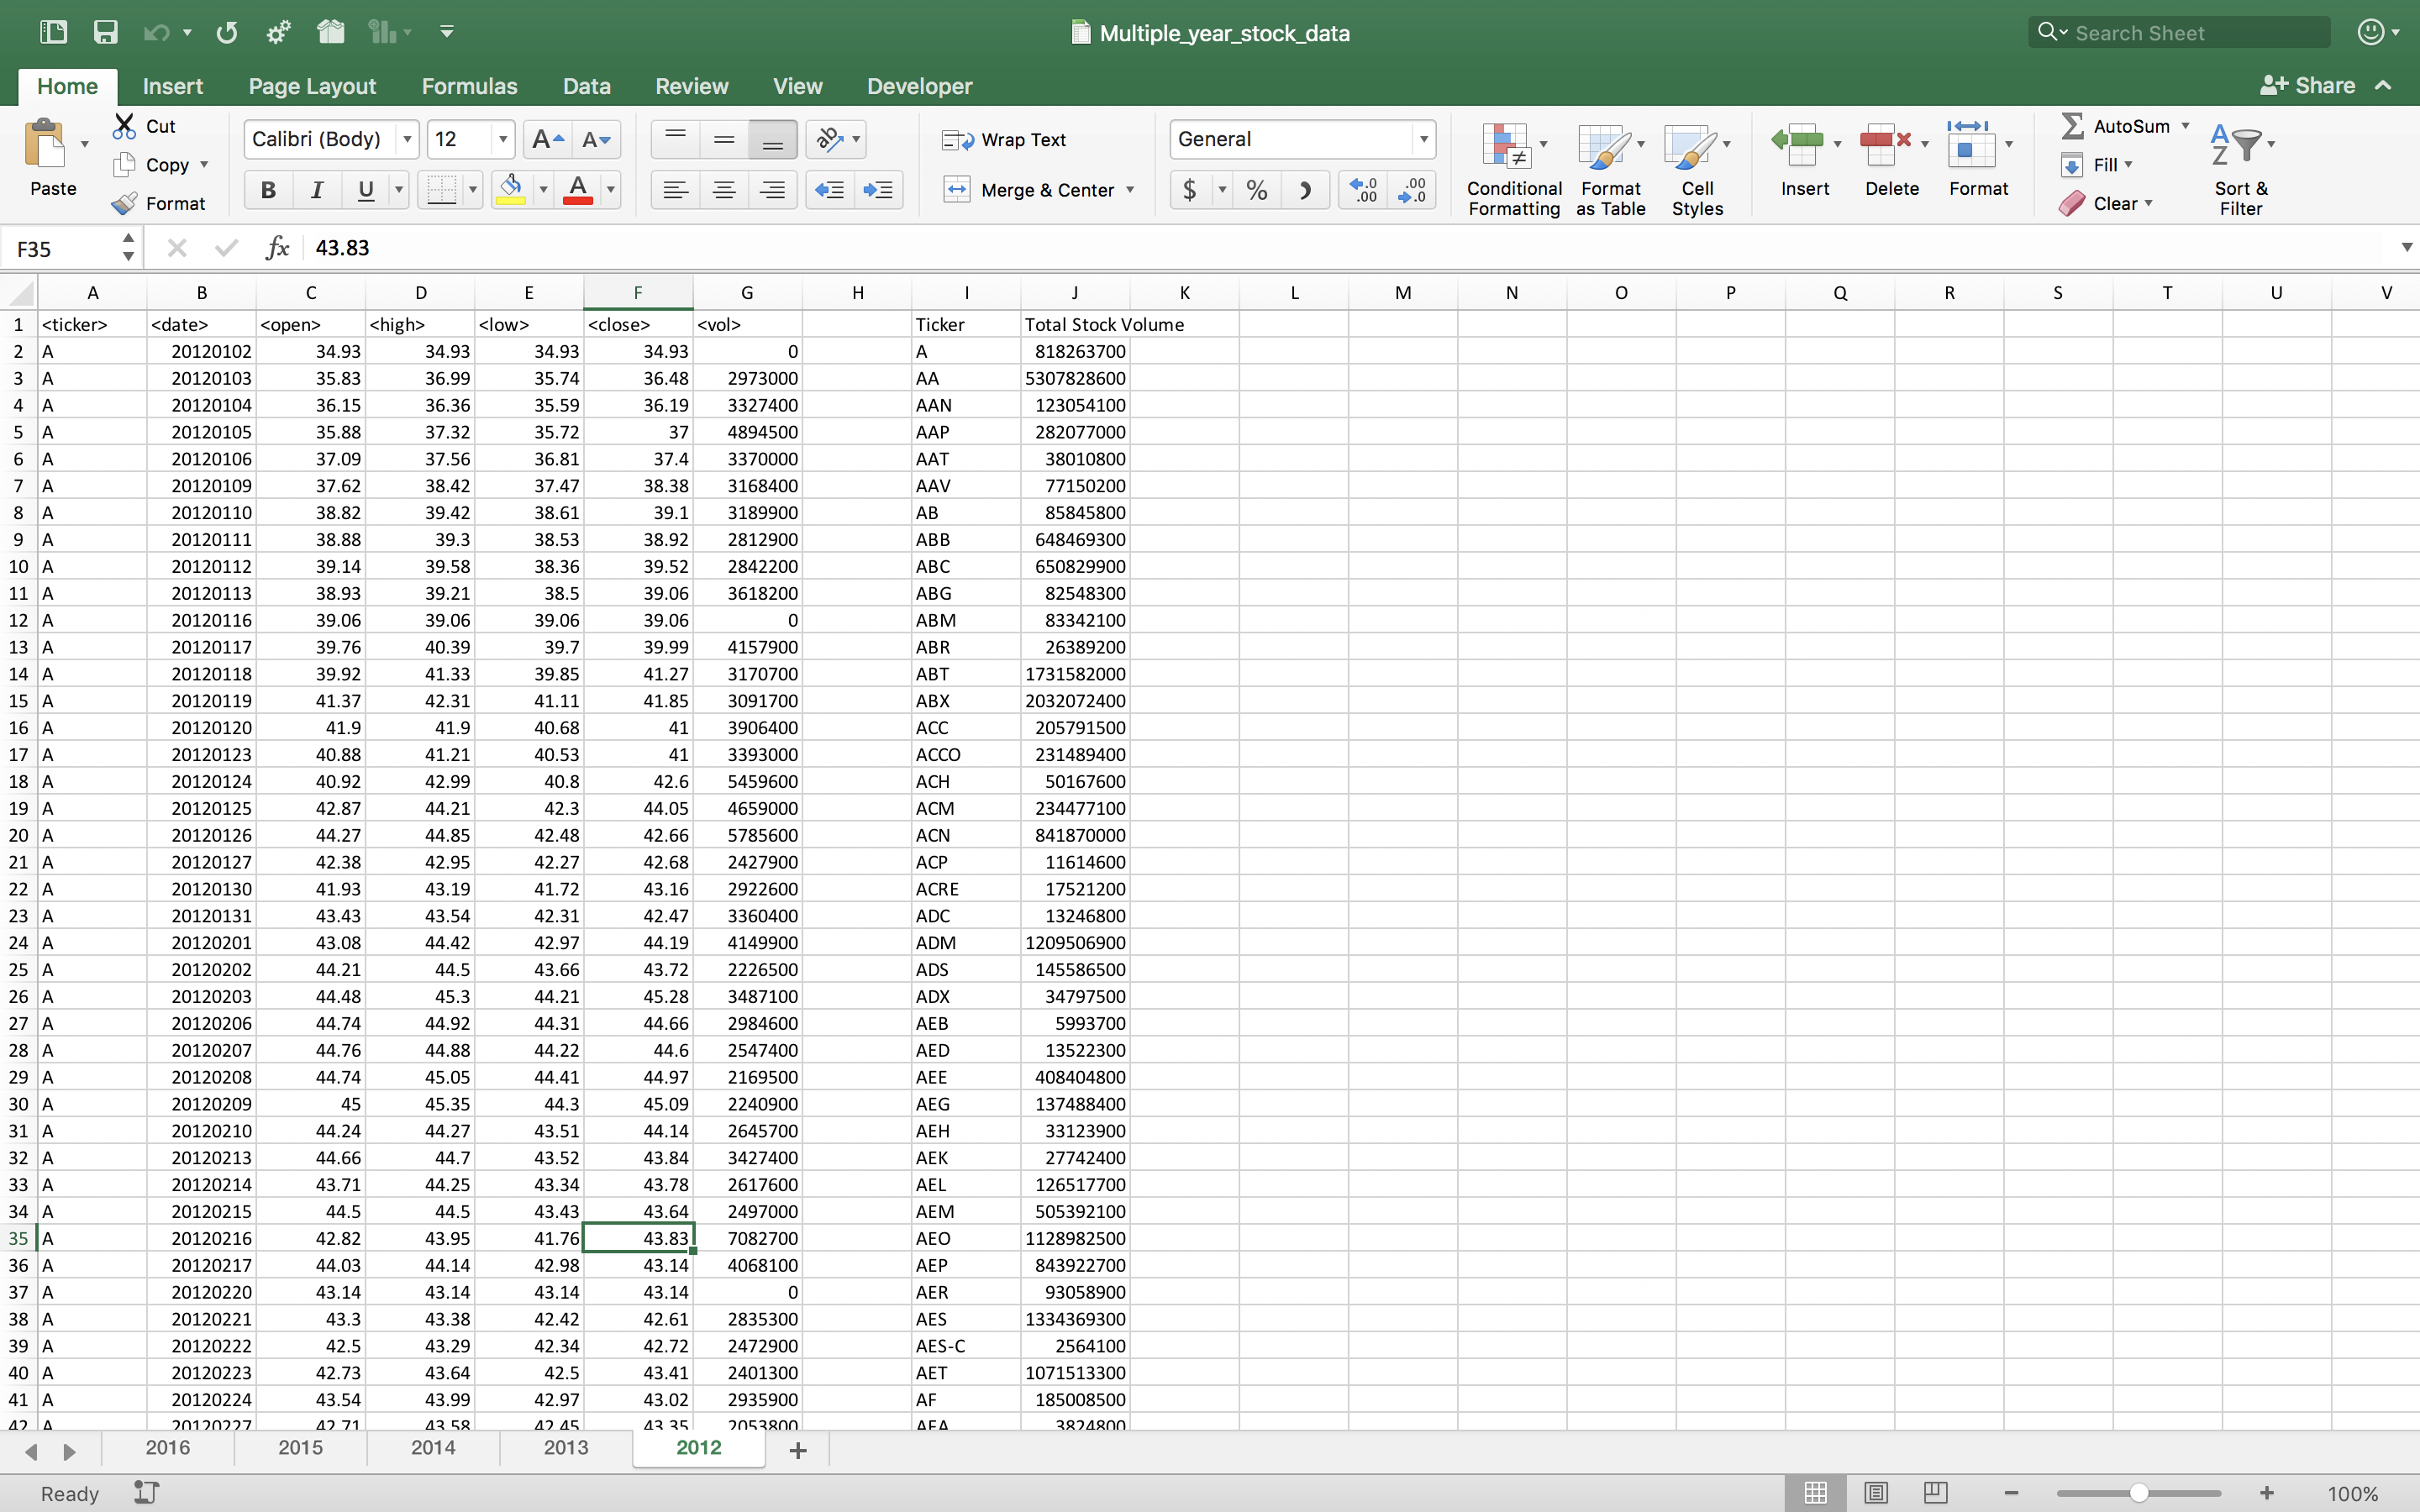 Multiple_year_stock_data
Search Sheet
Home Insert Page Layout Formulas Data Review View Developer Share
Paste Cut Copy Format
Calibri (Body) 12 A A
B I U A
ab Wrap Text
Merge & Center
General
$ % , .0 .00 .00 .0
Conditional Formatting
Format as Table
Cell Styles
Insert Delete Format
AutoSum
Fill
Clear
A Z Sort & Filter
F35 fx 43.83
A B C D E F G H I J K L M N O P Q R S T U V
1 <ticker> <date> <open> <high> <low> <close> <vol> Ticker Total Stock Volume
2 A 20120102 34.93 34.93 34.93 34.93 0 A 818263700
3 A 20120103 35.83 36.99 35.74 36.48 2973000 AA 5307828600
4 A 20120104 36.15 36.36 35.59 36.19 3327400 AAN 123054100
5 A 20120105 35.88 37.32 35.72 37 4894500 AAP 282077000
6 A 20120106 37.09 37.56 36.81 37.4 3370000 AAT 38010800
7 A 20120109 37.62 38.42 37.47 38.38 3168400 AAV 77150200
8 A 20120110 38.82 39.42 38.61 39.1 3189900 AB 85845800
9 A 20120111 38.88 39.3 38.53 38.92 2812900 ABB 648469300
10 A 20120112 39.14 39.58 38.36 39.52 2842200 ABC 650829900
11 A 20120113 38.93 39.21 38.5 39.06 3618200 ABG 82548300
12 A 20120116 39.06 39.06 39.06 39.06 0 ABM 83342100
13 A 20120117 39.76 40.39 39.7 39.99 4157900 ABR 26389200
14 A 20120118 39.92 41.33 39.85 41.27 3170700 ABT 1731582000
15 A 20120119 41.37 42.31 41.11 41.85 3091700 ABX 2032072400
16 A 20120120 41.9 41.9 40.68 41 3906400 ACC 205791500
17 A 20120123 40.88 41.21 40.53 41 3393000 ACCO 231489400
18 A 20120124 40.92 42.99 40.8 42.6 5459600 ACH 50167600
19 A 20120125 42.87 44.21 42.3 44.05 4659000 ACM 234477100
20 A 20120126 44.27 44.85 42.48 42.66 5785600 ACN 841870000
21 A 20120127 42.38 42.95 42.27 42.68 2427900 ACP 11614600
22 A 20120130 41.93 43.19 41.72 43.16 2922600 ACRE 17521200
23 A 20120131 43.43 43.54 42.31 42.47 3360400 ADC 13246800
24 A 20120201 43.08 44.42 42.97 44.19 4149900 ADM 1209506900
25 A 20120202 44.21 44.5 43.66 43.72 2226500 ADS 145586500
26 A 20120203 44.48 45.3 44.21 45.28 3487100 ADX 34797500
27 A 20120206 44.74 44.92 44.31 44.66 2984600 AEB 5993700
28 A 20120207 44.76 44.88 44.22 44.6 2547400 AED 13522300
29 A 20120208 44.74 45.05 44.41 44.97 2169500 AEE 408404800
30 A 20120209 45 45.35 44.3 45.09 2240900 AEG 137488400
31 A 20120210 44.24 44.27 43.51 44.14 2645700 AEH 33123900
32 A 20120213 44.66 44.7 43.52 43.84 3427400 AEK 27742400
33 A 20120214 43.71 44.25 43.34 43.78 2617600 AEL 126517700
34 A 20120215 44.5 44.5 43.43 43.64 2497000 AEM 505392100
35 A 20120216 42.82 43.95 41.76 43.83 7082700 AEO 1128982500
36 A 20120217 44.03 44.14 42.98 43.14 4068100 AEP 843922700
37 A 20120220 43.14 43.14 43.14 43.14 0 AER 93058900
38 A 20120221 43.3 43.38 42.42 42.61 2835300 AES 1334369300
39 A 20120222 42.5 43.29 42.34 42.72 2472900 AES-C 2564100
40 A 20120223 42.73 43.64 42.5 43.41 2401300 AET 1071513300
41 A 20120224 43.54 43.99 42.97 43.02 2935900 AF 185008500
42 A 20120227 42.71 43.58 42.45 43.35 2053800 AFA 3824800
2016 2015 2014 2013 2012 +
Ready 100%